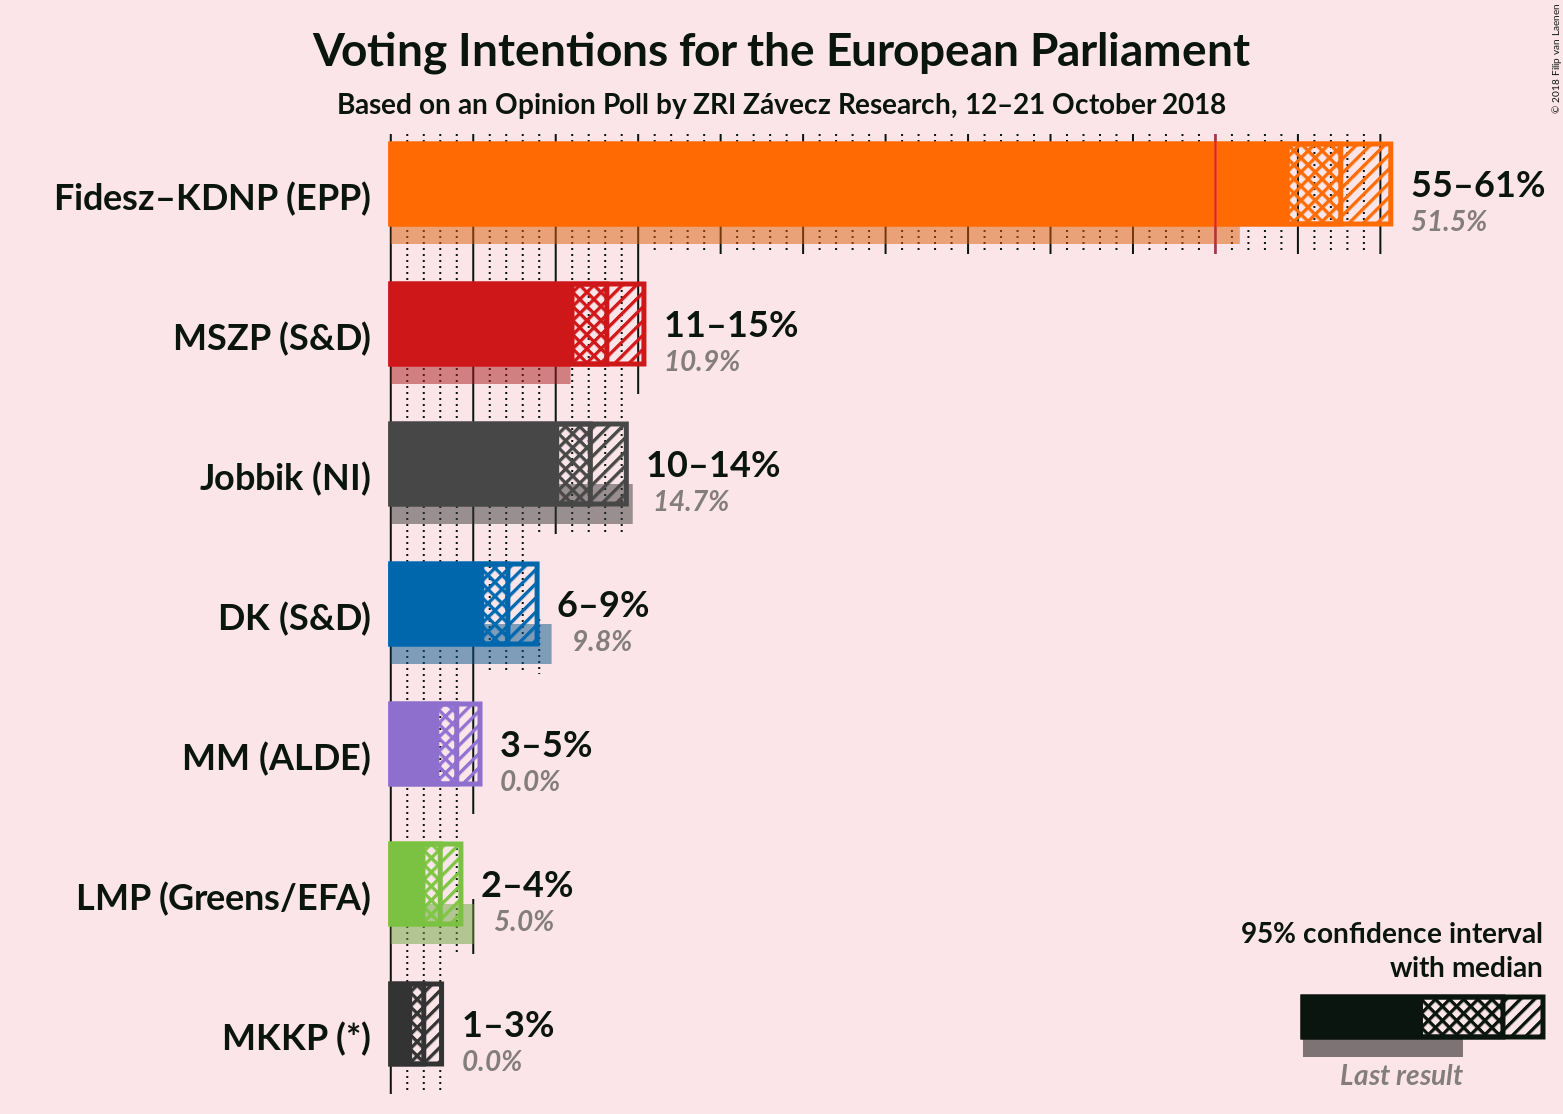 Voting Intentions for the European Parliament
Based on an Opinion Poll by ZRI Závecz Research, 12–21 October 2018
© 2018 Filip van Laenen
Fidesz–KDNP (EPP)
55–61%
51.5%
MSZP (S&D)
11–15%
10.9%
Jobbik (NI)
10–14%
14.7%
DK (S&D)
6–9%
9.8%
MM (ALDE)
3–5%
0.0%
LMP (Greens/EFA)
2–4%
5.0%
MKKP (*)
1–3%
0.0%
95% confidence interval
with median
Last result